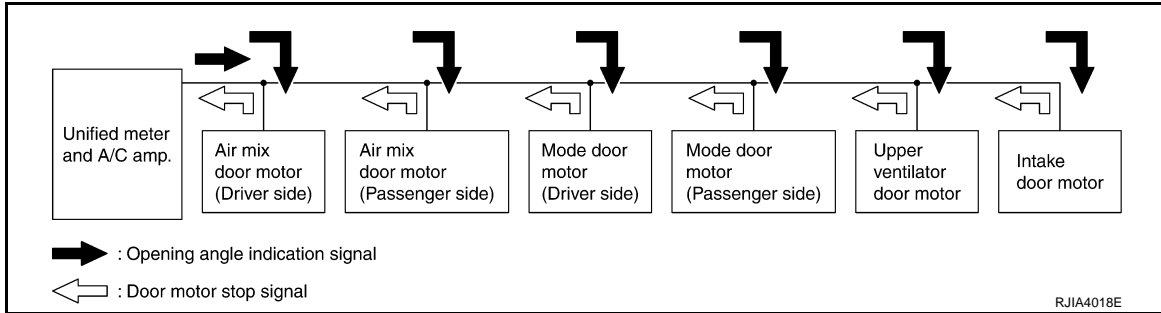 Unified meter
and A/C amp.
Air mix
door motor
(Driver side)
Air mix
door motor
(Passenger side)
Mode door
motor
(Driver side)
Mode door
motor
(Passenger side)
Upper
ventilator
door motor
Intake
door motor
: Opening angle indication signal
: Door motor stop signal
RJIA4018E